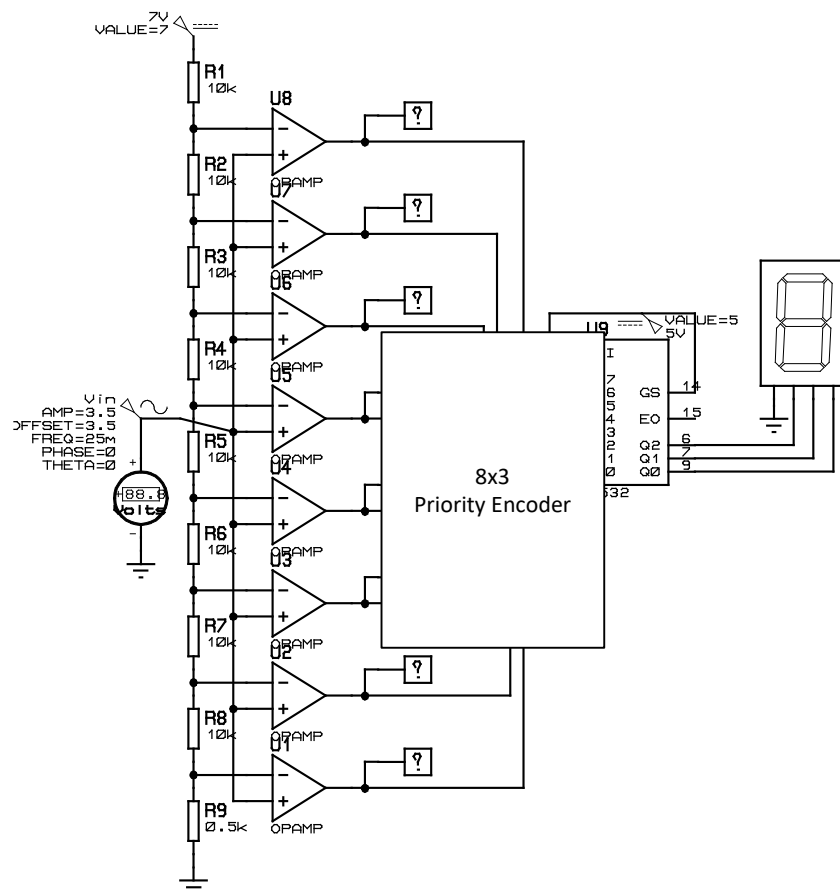 7V
VALUE=7
R1
10k
U8
?
R2
10k
OPAMP
U7
?
R3
10k
OPAMP
U6
?
R4
10k
OPAMP
U5
Vin
AMP=3.5
OFFSET=3.5
FREQ=25m
PHASE=0
THETA=0
+88.8
Volts
R5
10k
OPAMP
U4
R6
10k
OPAMP
U3
R7
10k
OPAMP
U2
?
R8
10k
OPAMP
U1
?
R9
0.5k
OPAMP
8x3
Priority Encoder
U9
VALUE=5
5V
I
7
6
5
4
3
2
1
0
GS
14
EO
15
Q2
6
Q1
7
Q0
9
532